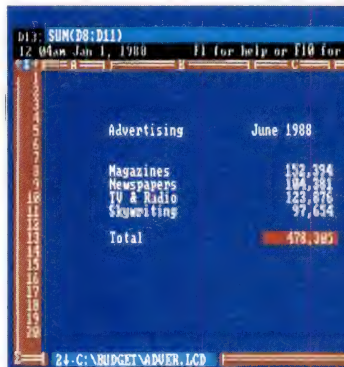 D13: SUM(D8:D11)
12 04am Jan 1, 1988 F1 for help or F10 for
A B C
1
2
3
4
5 Advertising June 1988
6
7
8 Magazines 152,394
9 Newspapers 104,381
10 TV & Radio 123,876
11 Skywriting 97,654
12
13 Total 478,305
14
15
16
17
18
19
20
24-C:\BUDGET\ADVER.LCD